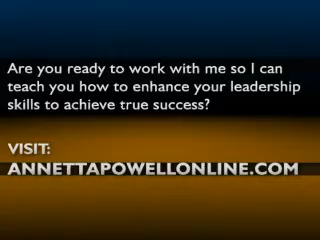 Are you ready to work with me so I can
teach you how to enhance your leadership
skills to achieve true success?
VISIT:
ANNETTAPOWELLONLINE.COM